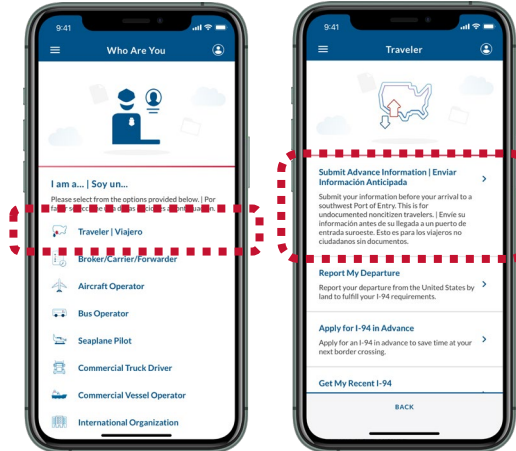 9:41
Who Are You
I am a... | Soy un...
Please select from the options provided below. | Por
Traveler | Viajero
Broker/Carrier/Forwarder
Aircraft Operator
Bus Operator
Seaplane Pilot
Commercial Truck Driver
Commercial Vessel Operator
International Organization
9:41
Traveler
Submit Advance Information | Enviar
Información Anticipada
Submit your information before your arrival to a
southwest Port of Entry. This is for
undocumented noncitizen travelers. | Envíe su
información antes de su llegada a un puerto de
entrada suroeste. Esto es para los viajeros no
ciudadanos sin documentos.
Report My Departure
Report your departure from the United States by
land to fulfill your I-94 requirements.
Apply for I-94 in Advance
Apply for an I-94 in advance to save time at your
next border crossing.
Get My Recent I-94
BACK